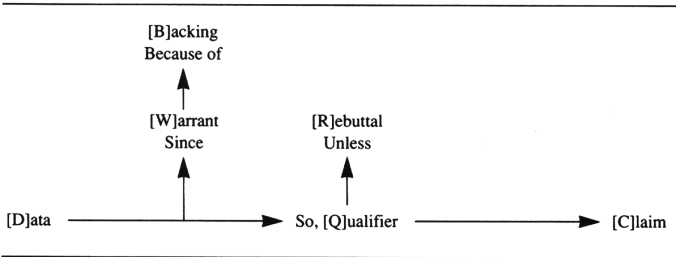 [B]acking
Because of
[W]arrant
Since
[R]ebuttal
Unless
[D]ata
So, [Q]ualifier
[C]laim